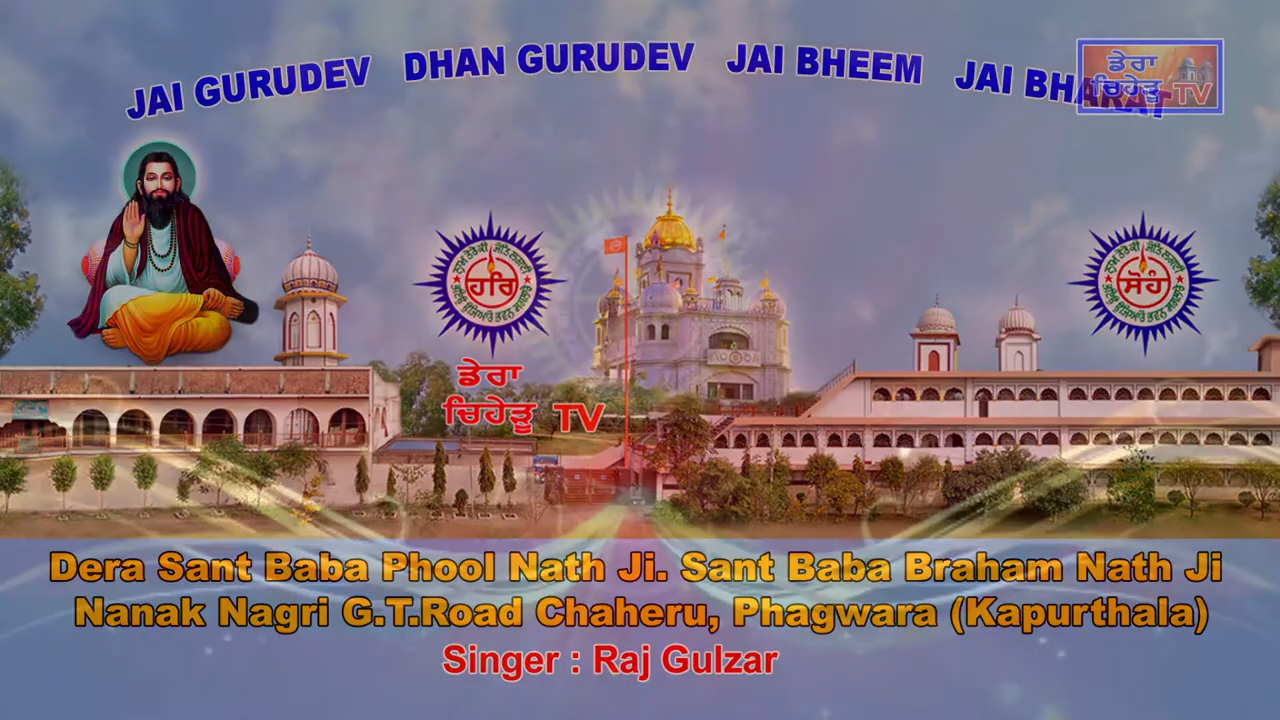 JAI GURUDEV DHAN GURUDEV JAI BHEEM JAI BHARAT
ਡੇਰਾ
ਚਿਹੇੜੂ TV
ਹਰਿ
ਸੋਹੰ
ਡੇਰਾ
ਚਿਹੇੜੂ TV
Dera Sant Baba Phool Nath Ji. Sant Baba Braham Nath Ji
Nanak Nagri G.T.Road Chaheru, Phagwara (Kapurthala)
Singer : Raj Gulzar